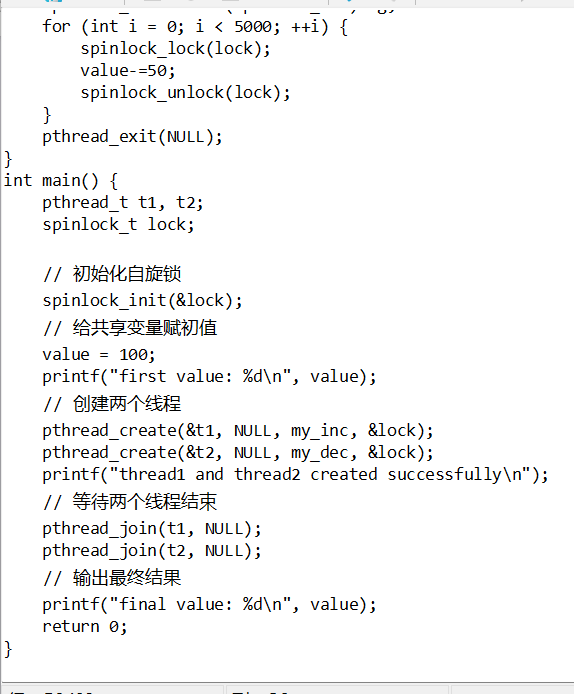 for (int i = 0; i < 5000; ++i) {
        spinlock_lock(lock);
        value-=50;
        spinlock_unlock(lock);
    }
    pthread_exit(NULL);
}
int main() {
    pthread_t t1, t2;
    spinlock_t lock;
    // 初始化自旋锁
    spinlock_init(&lock);
    // 给共享变量赋初值
    value = 100;
    printf("first value: %d\n", value);
    // 创建两个线程
    pthread_create(&t1, NULL, my_inc, &lock);
    pthread_create(&t2, NULL, my_dec, &lock);
    printf("thread1 and thread2 created successfully\n");
    // 等待两个线程结束
    pthread_join(t1, NULL);
    pthread_join(t2, NULL);
    // 输出最终结果
    printf("final value: %d\n", value);
    return 0;
}